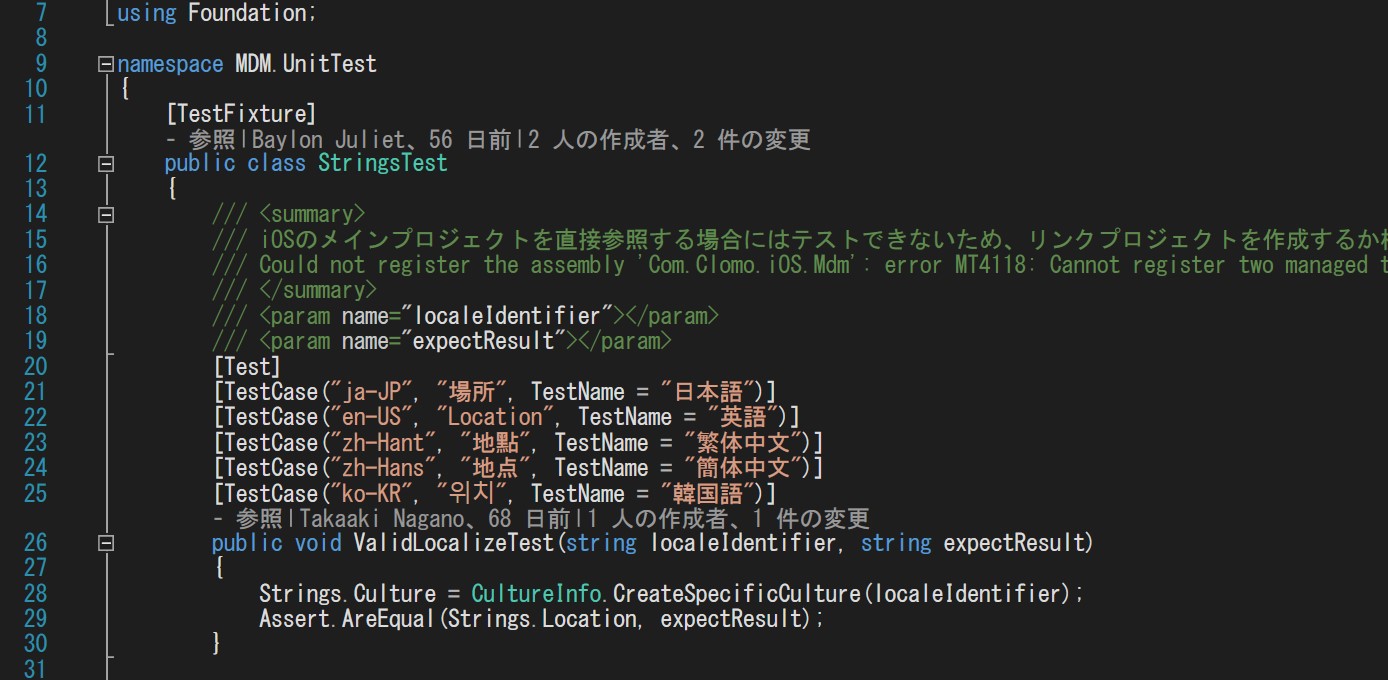 7 using Foundation;
8
9 namespace MDM.UnitTest
10 {
11 [TestFixture]
- 参照|Baylon Juliet、56 日前|2 人の作成者、2 件の変更
12 public class StringsTest
13 {
14 /// <summary>
15 /// iOSのメインプロジェクトを直接参照する場合にはテストできないため、リンクプロジェクトを作成するか
16 /// Could not register the assembly 'Com.Clomo.iOS.Mdm': error MT4118: Cannot register two managed
17 /// </summary>
18 /// <param name="localeIdentifier"></param>
19 /// <param name="expectResult"></param>
20 [Test]
21 [TestCase("ja-JP", "場所", TestName = "日本語")]
22 [TestCase("en-US", "Location", TestName = "英語")]
23 [TestCase("zh-Hant", "地點", TestName = "繁体中文")]
24 [TestCase("zh-Hans", "地点", TestName = "簡体中文")]
25 [TestCase("ko-KR", "위치", TestName = "韓国語")]
- 参照|Takaaki Nagano、68 日前|1 人の作成者、1 件の変更
26 public void ValidLocalizeTest(string localeIdentifier, string expectResult)
27 {
28 Strings.Culture = CultureInfo.CreateSpecificCulture(localeIdentifier);
29 Assert.AreEqual(Strings.Location, expectResult);
30 }
31